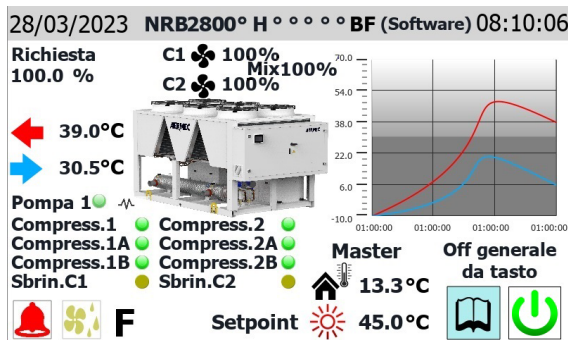 28/03/2023 NRB2800° H ° ° ° ° ° BF (Software) 08:10:06
Richiesta
100.0 %
C1 100%
Mix100%
C2 100%
AERMEC
39.0°C
30.5°C
70.0
54.0
38.0
22.0
6.0
-10.0
01:00:00 01:00:00 01:00:00 01:00:00
Pompa 1
Compress.1 Compress.2
Compress.1A Compress.2A
Compress.1B Compress.2B
Sbrin.C1 Sbrin.C2
Master
13.3°C
Off generale
da tasto
F
Setpoint 45.0°C